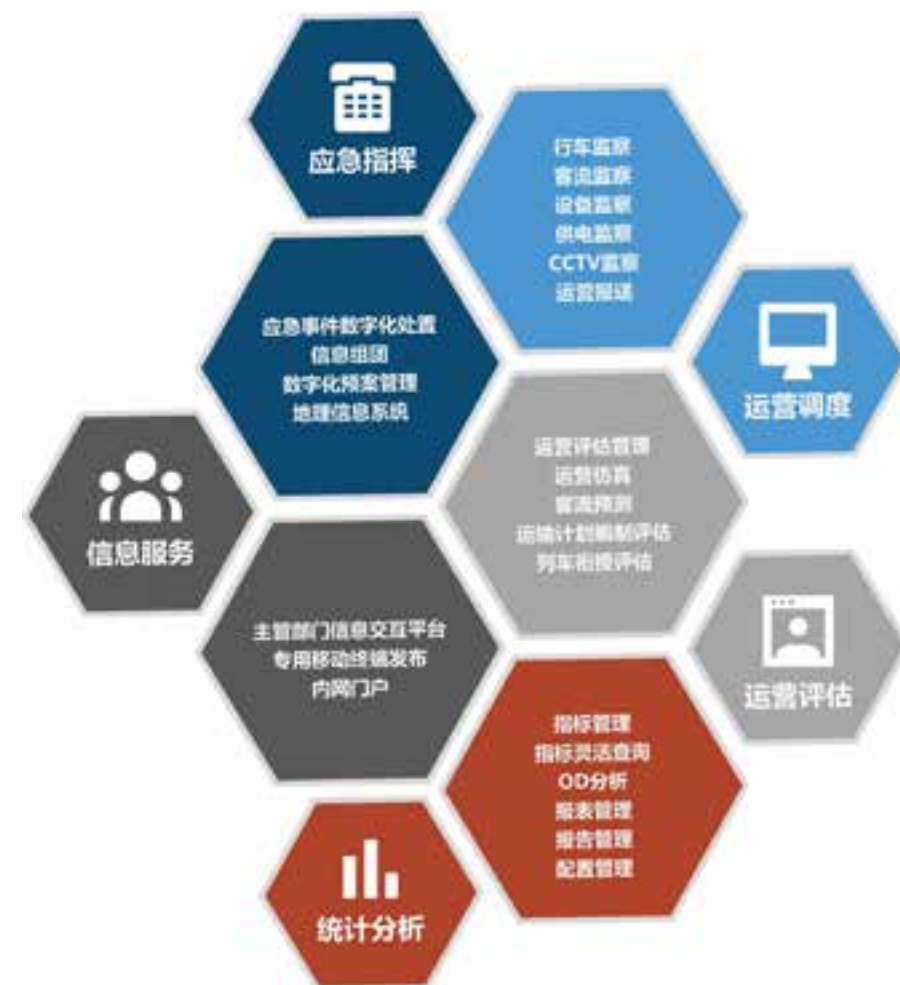 应急指挥
行车监察
客流监察
设备监察
供电监察
CCTV监察
运营报送
运营调度
应急事件数字化处置
信息组团
数字化预案管理
地理信息系统
运营评估管理
运营仿真
客流预测
运输计划编制评估
列车衔接评估
运营评估
信息服务
主管部门信息交互平台
专用移动终端发布
内网门户
指标管理
指标灵活查询
OD分析
报表管理
报告管理
配置管理
统计分析